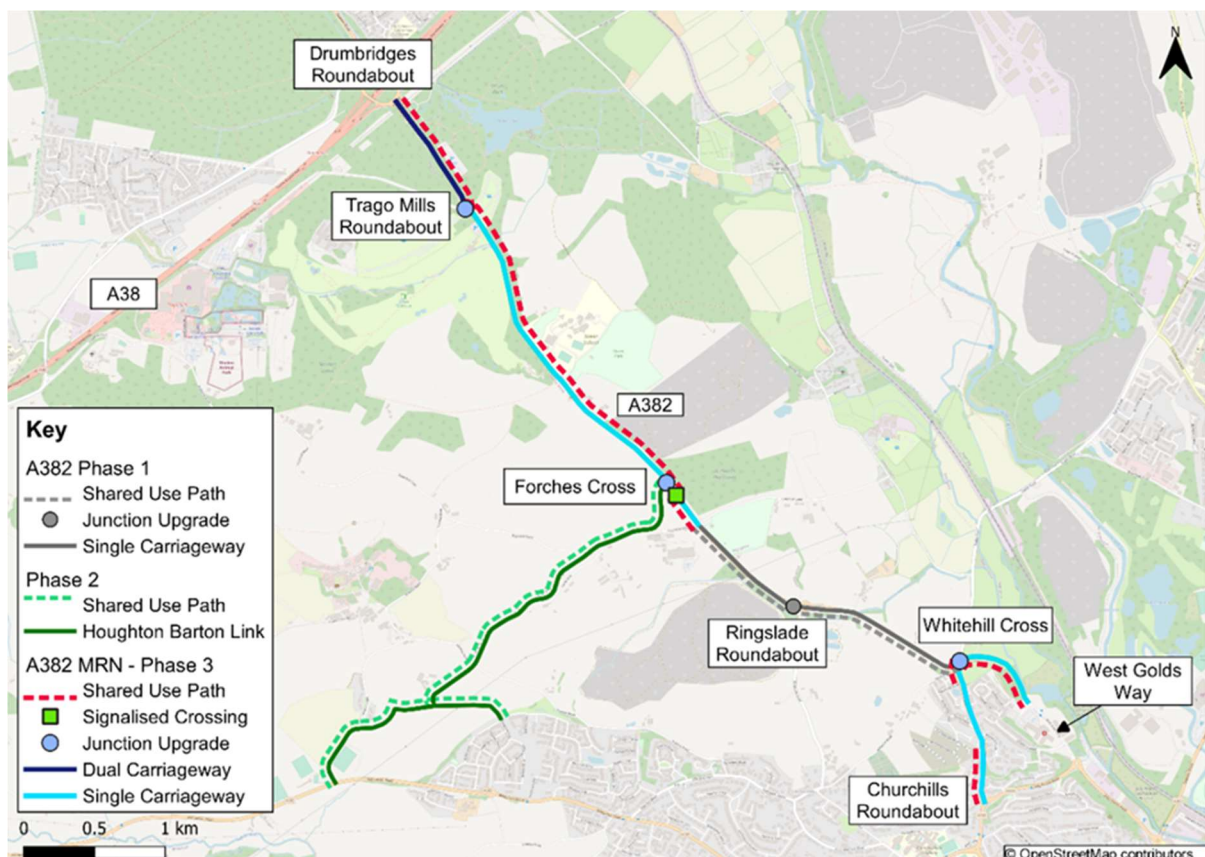 Drumbridges
Roundabout
N
Trago Mills
Roundabout
A38
A382
Forches Cross
Ringslade
Roundabout
Whitehill Cross
West Golds
Way
Churchills
Roundabout
Key
A382 Phase 1
Shared Use Path
Junction Upgrade
Single Carriageway
Phase 2
Shared Use Path
Houghton Barton Link
A382 MRN - Phase 3
Shared Use Path
Signalised Crossing
Junction Upgrade
Dual Carriageway
Single Carriageway
0 0.5 1 km
© OpenStreetMap contributors